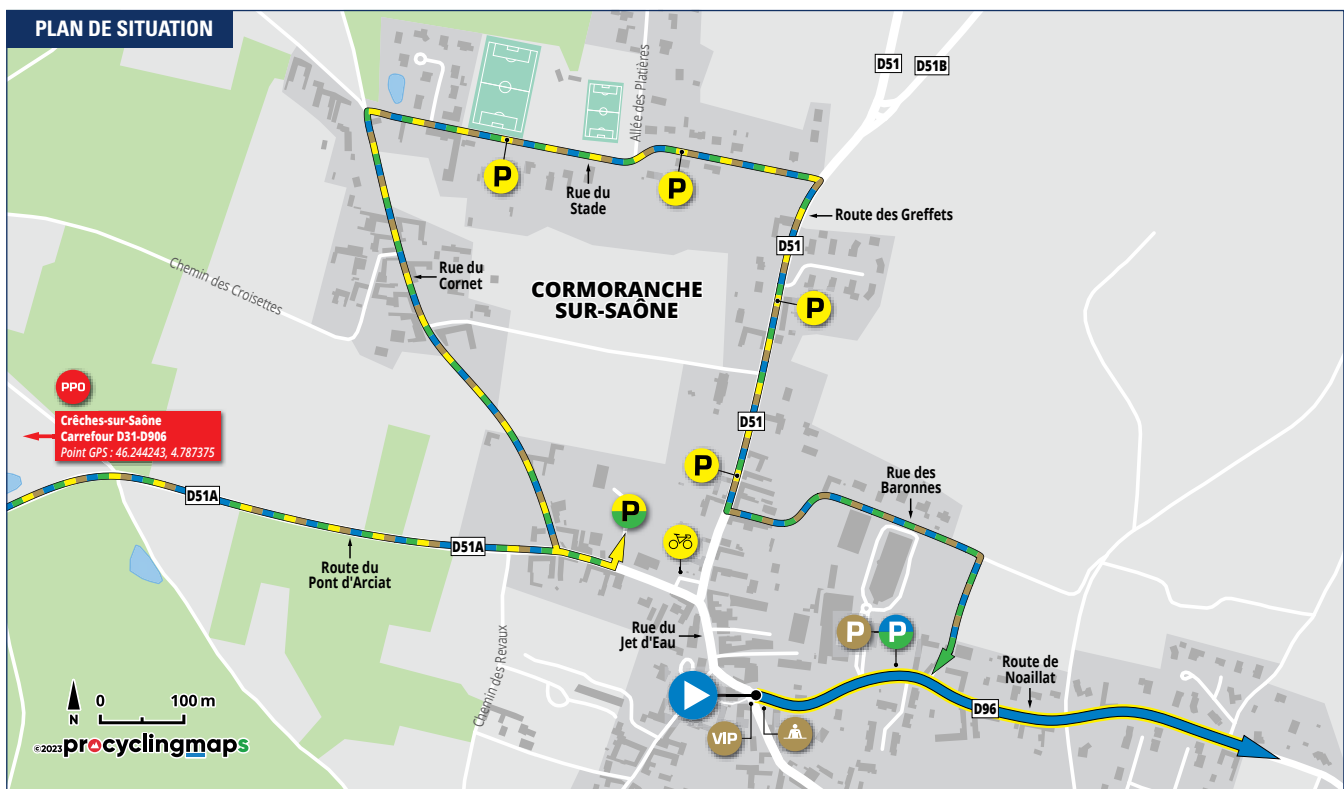 PLAN DE SITUATION
D51
D51B
Allée des Platières
P
P
Rue du
Stade
Route des Greffets
D51
Chemin des Croisettes
Rue du
Cornet
CORMORANCHE
SUR-SAÔNE
P
PPO
Crêches-sur-Saône
Carrefour D31-D906
Point GPS : 46.244243, 4.787375
D51
P
Rue des
Baronnes
D51A
P
D51A
Route du
Pont d'Arciat
Rue du
Jet d'Eau
P
P
Chemin des Revaux
Route de
Noaillat
D96
VIP
N
0
100 m
©2023 procyclingmaps